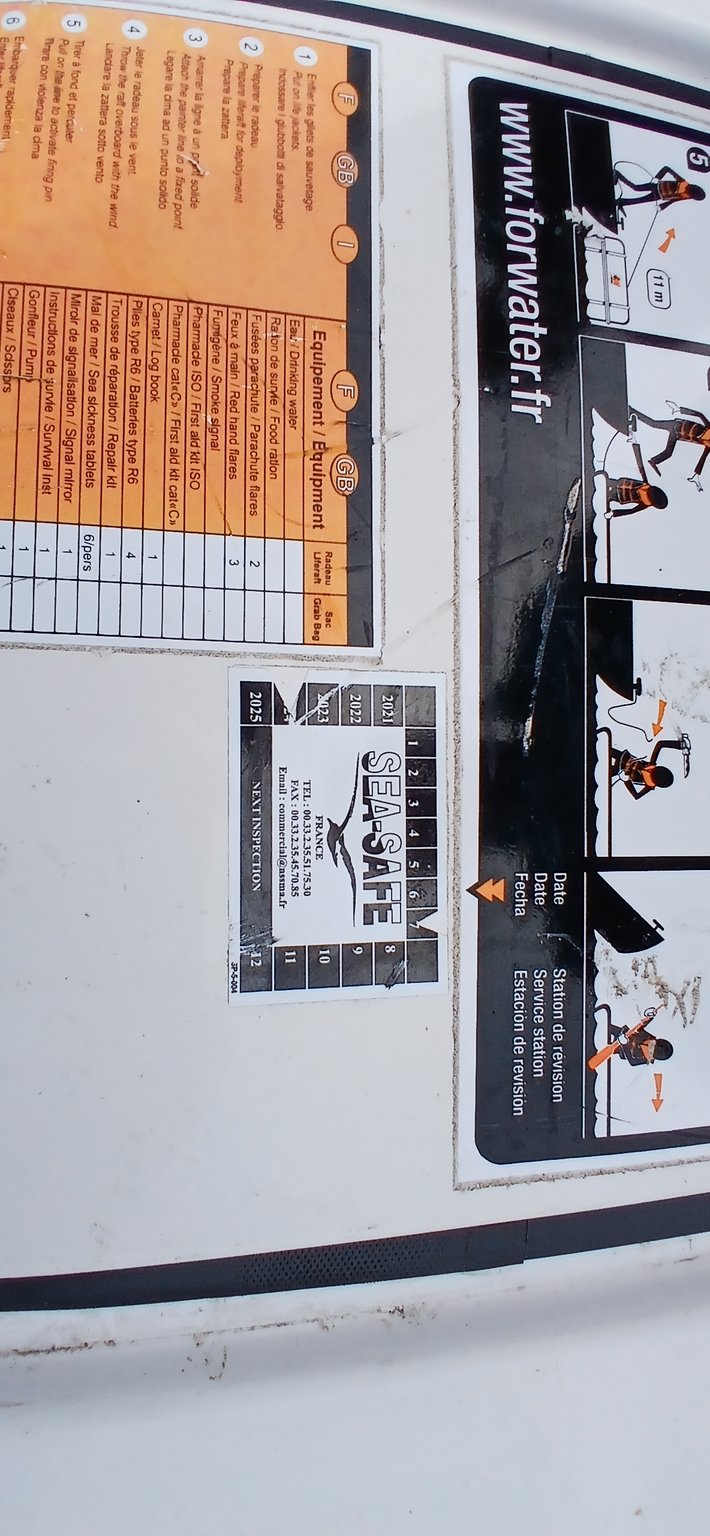 5
11 m
www.forwater.fr
Date
Date
Fecha
Station de révision
Service station
Estación de revisión
F GB I
1 Enfiler les gilets de sauvetage
Put on life jackets
Indossare i giubbotti di salvataggio
2 Préparer le radeau
Prepare liferaft for deployment
Prepare la zattera
3 Amarrer la ligne à un point solide
Attach the painter line to a fixed point
Legare la cima ad un punto solido
4 Jeter le radeau sous le vent
Throw the raft overboard with the wind
Lanciare la zattera sotto vento
5 Tirer à fond et percuter
Pull on the line to activate firing pin
Tirare con violenza la cima
6 Embarquer rapidement
F GB
Equipement / Equipment Radeau Liferaft Sac Grab Bag
Eau / Drinking water
Ration de survie / Food ration
Fusées parachute / Parachute flares 2
Feux à main / Red hand flares 3
Fumigène / Smoke signal
Pharmacie ISO / First aid kit ISO
Pharmacie cat«C» / First aid kit cat«C»
Carnet / Log book 1
Piles type R6 / Batteries type R6 4
Trousse de réparation / Repair kit 1
Mal de mer / Sea sickness tablets 6/pers
Miroir de signalisation / Signal mirror 1
Instructions de survie / Survival Inst 1
Gonfleur / Pump 1
Ciseaux / Scissors 1
1 2 3 4 5 6 7
2021 8
2022 9
2023 10
11
2025 NEXT INSPECTION 12
SEA-SAFE
FRANCE
TEL : 00.33.2.35.51.75.30
FAX : 00.33.2.35.45.70.85
Email : commercial@nssma.fr
3P-5-004